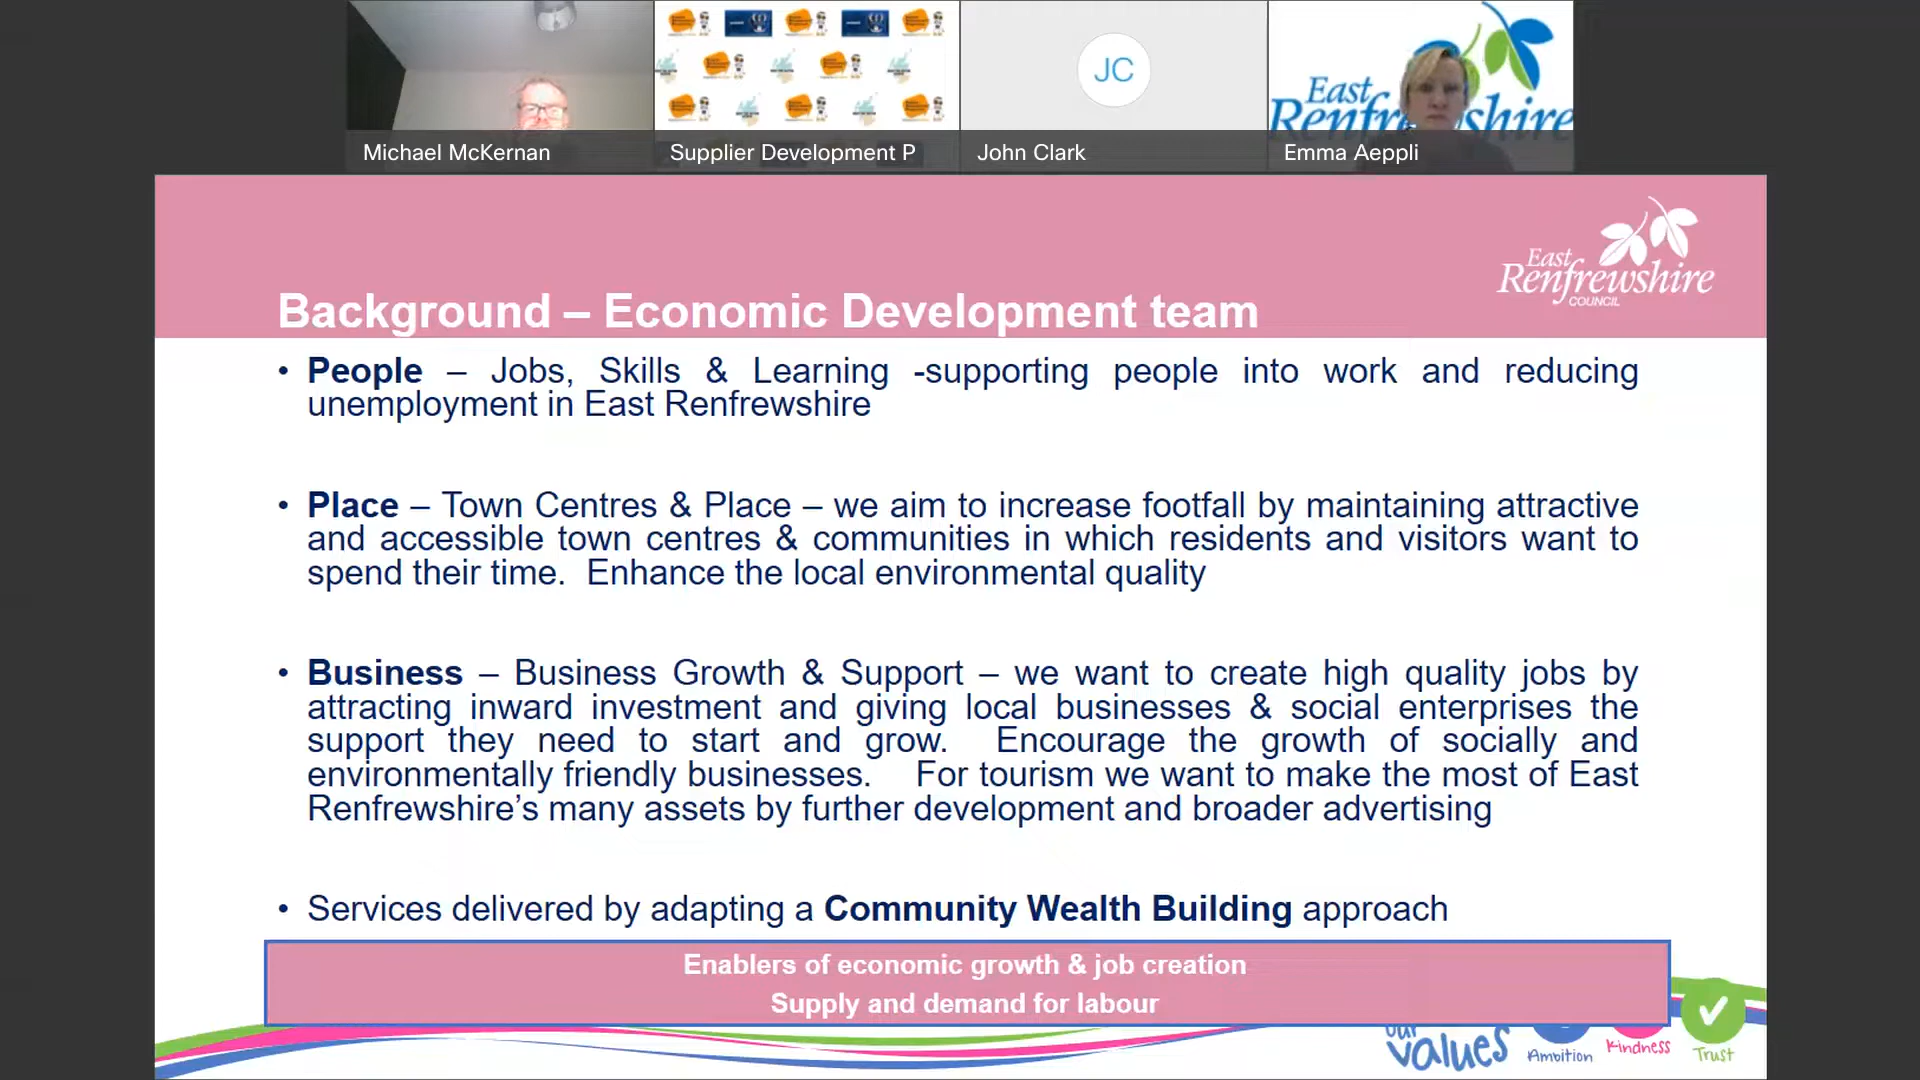 East
Renfrewshire
JC
Michael McKernan
Supplier Development P
John Clark
Emma Aeppli
East
Renfrewshire
COUNCIL
Background – Economic Development team
• People – Jobs, Skills & Learning -supporting people into work and reducing
unemployment in East Renfrewshire
• Place – Town Centres & Place – we aim to increase footfall by maintaining attractive
and accessible town centres & communities in which residents and visitors want to
spend their time. Enhance the local environmental quality
• Business – Business Growth & Support – we want to create high quality jobs by
attracting inward investment and giving local businesses & social enterprises the
support they need to start and grow. Encourage the growth of socially and
environmentally friendly businesses. For tourism we want to make the most of East
Renfrewshire’s many assets by further development and broader advertising
• Services delivered by adapting a Community Wealth Building approach
Enablers of economic growth & job creation
Supply and demand for labour
our
values
Ambition
Kindness
Trust